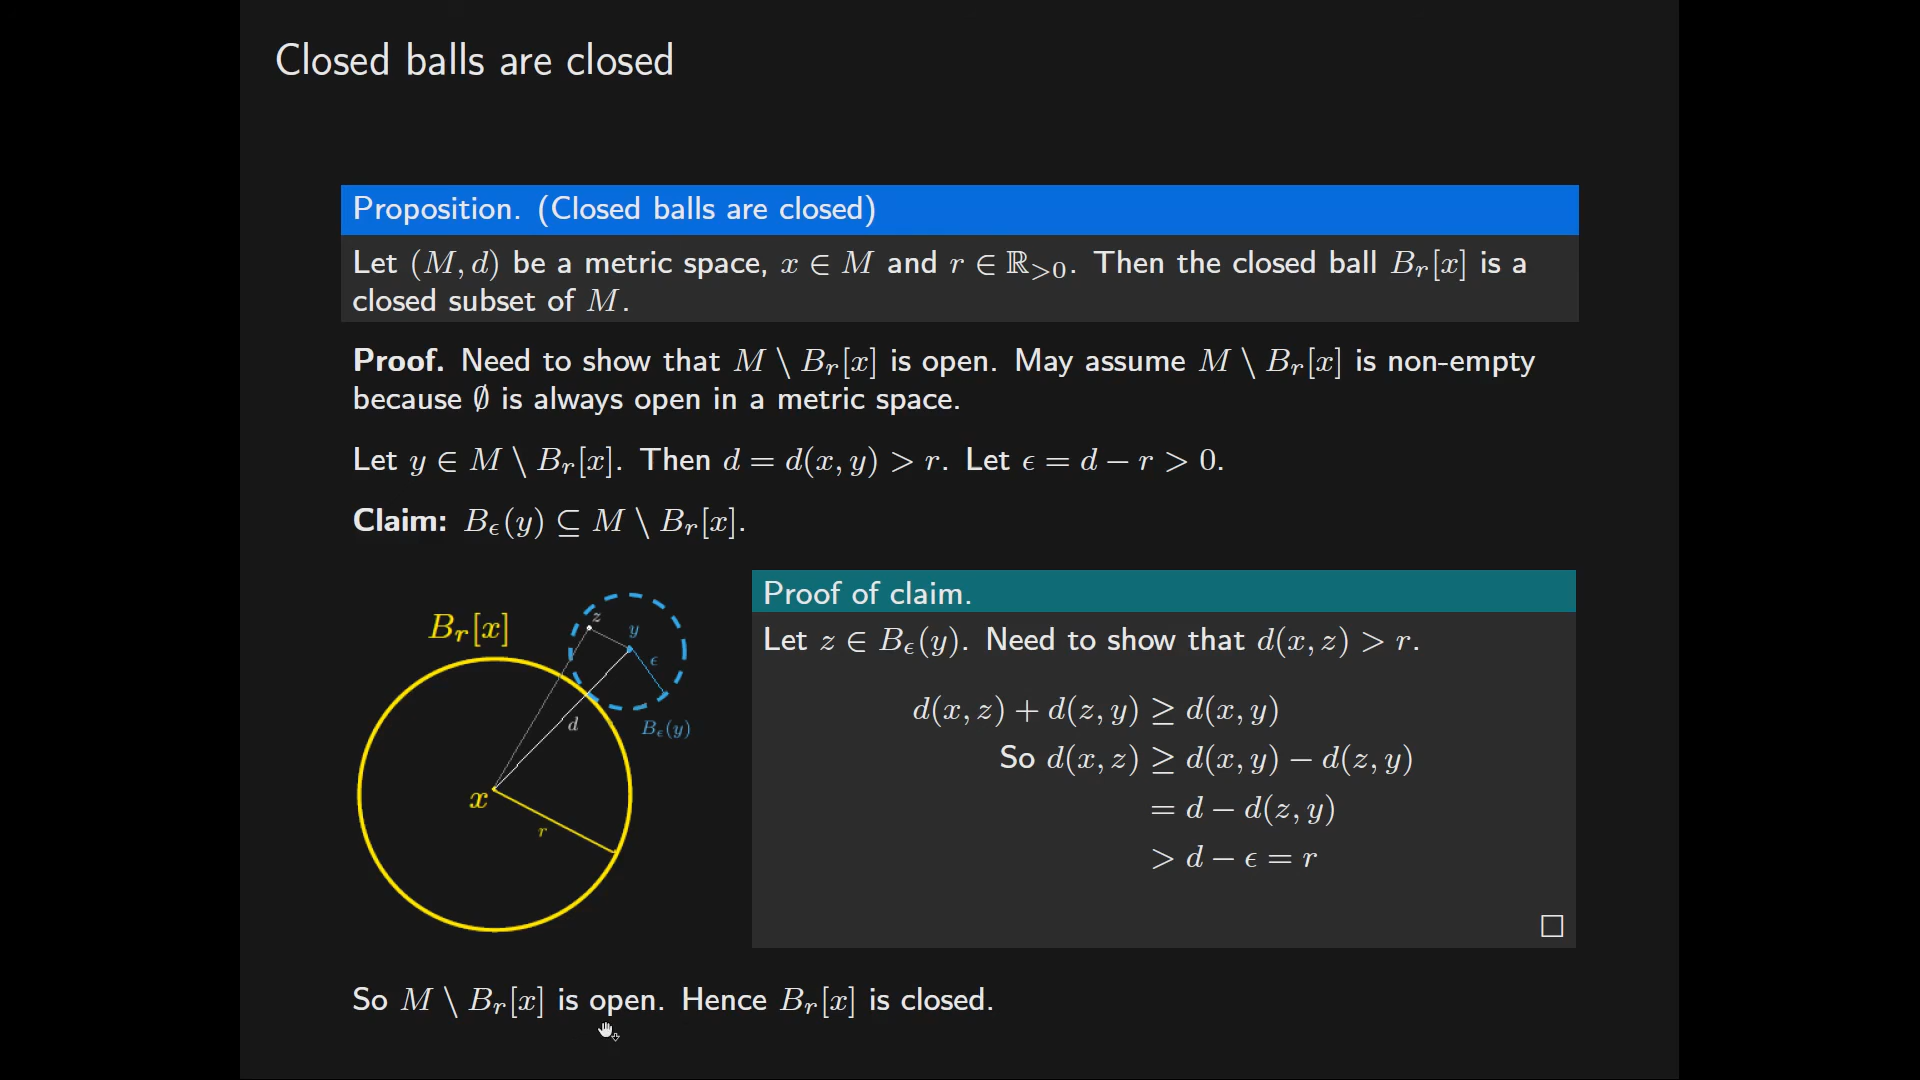 Closed balls are closed
Proposition. (Closed balls are closed)
Let (M, d) be a metric space, x ∈ M and r ∈ ℝ_{>0}. Then the closed ball B_r[x] is a
closed subset of M.
Proof. Need to show that M \ B_r[x] is open. May assume M \ B_r[x] is non-empty
because ∅ is always open in a metric space.
Let y ∈ M \ B_r[x]. Then d = d(x, y) > r. Let ϵ = d − r > 0.
Claim: B_ϵ(y) ⊆ M \ B_r[x].
B_r[x]
z
y
ϵ
d
B_ϵ(y)
x
r
Proof of claim.
Let z ∈ B_ϵ(y). Need to show that d(x, z) > r.
d(x, z) + d(z, y) ≥ d(x, y)
So d(x, z) ≥ d(x, y) − d(z, y)
= d − d(z, y)
> d − ϵ = r
□
So M \ B_r[x] is open. Hence B_r[x] is closed.